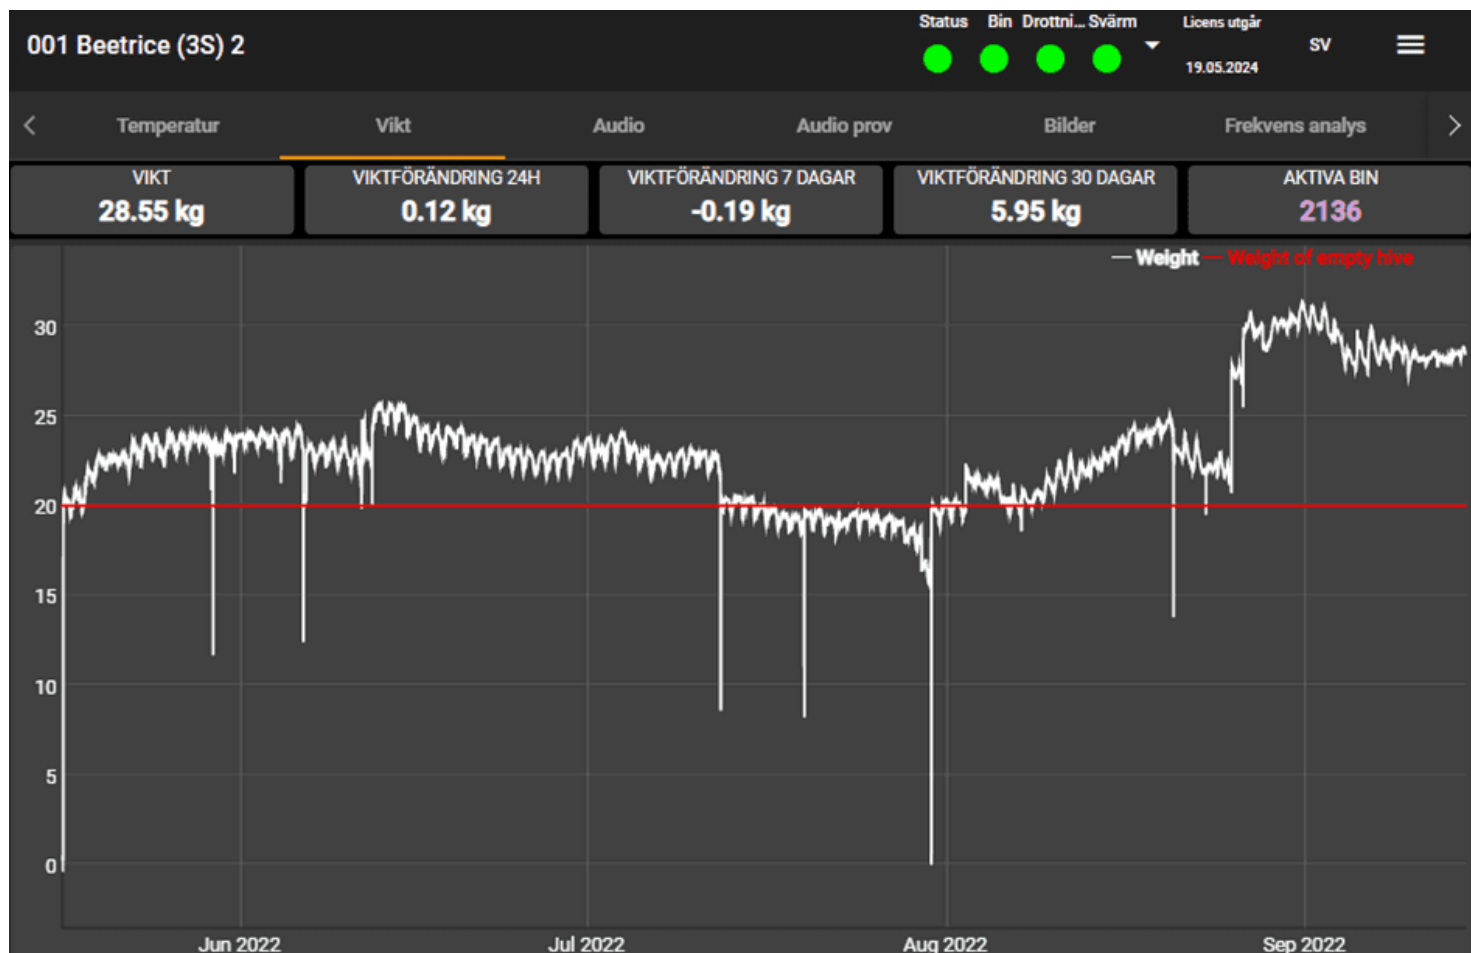 Status Bin Drottni... Svärm Licens utgår
001 Beetrice (3S) 2
SV
19.05.2024
Temperatur Vikt Audio Audio prov Bilder Frekvens analys
VIKT VIKTFÖRÄNDRING 24H VIKTFÖRÄNDRING 7 DAGAR VIKTFÖRÄNDRING 30 DAGAR AKTIVA BIN
28.55 kg 0.12 kg -0.19 kg 5.95 kg 2136
Weight Weight of empty hive
30
25
20
15
10
5
0
Jun 2022 Jul 2022 Aug 2022 Sep 2022